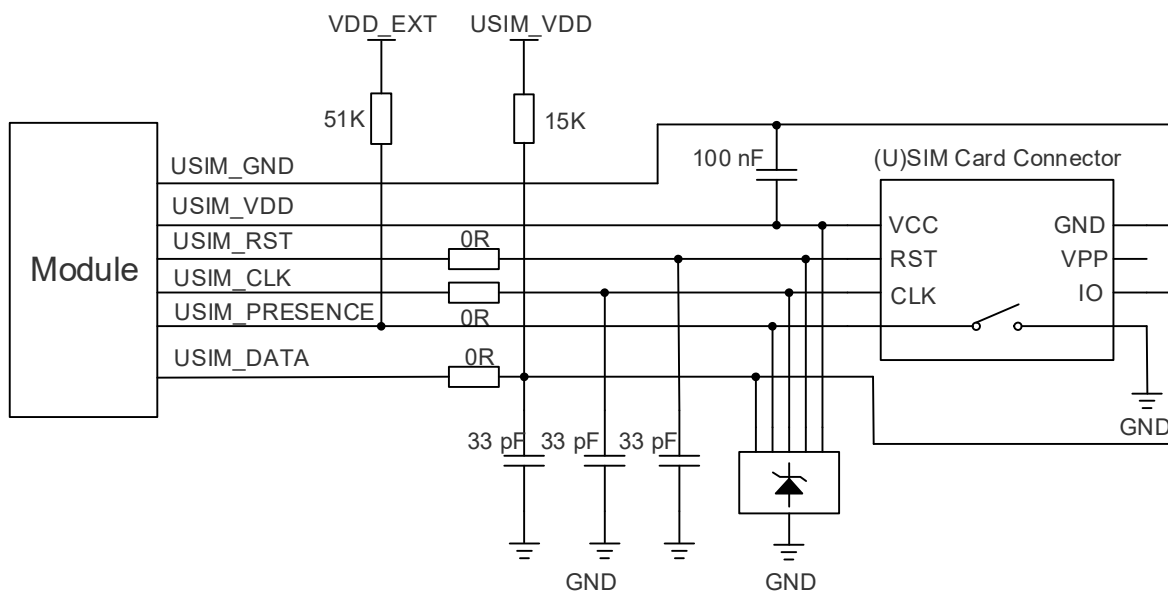 VDD_EXT USIM_VDD
51K 15K
100 nF (U)SIM Card Connector
USIM_GND
USIM_VDD VCC GND
USIM_RST 0R RST VPP
Module
USIM_CLK CLK IO
USIM_PRESENCE 0R
USIM_DATA 0R
GND
33 pF 33 pF 33 pF
GND GND